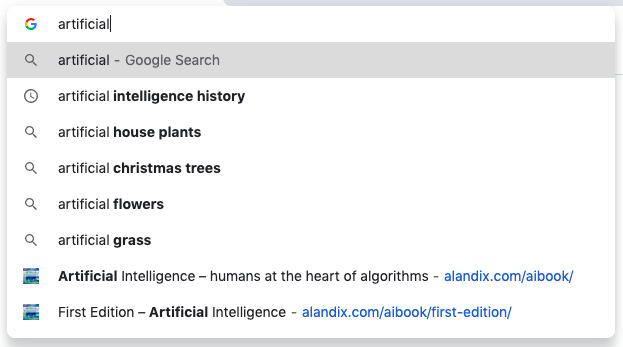 artificial
artificial - Google Search
artificial intelligence history
artificial house plants
artificial christmas trees
artificial flowers
artificial grass
Artificial Intelligence – humans at the heart of algorithms - alandix.com/aibook/
First Edition – Artificial Intelligence - alandix.com/aibook/first-edition/